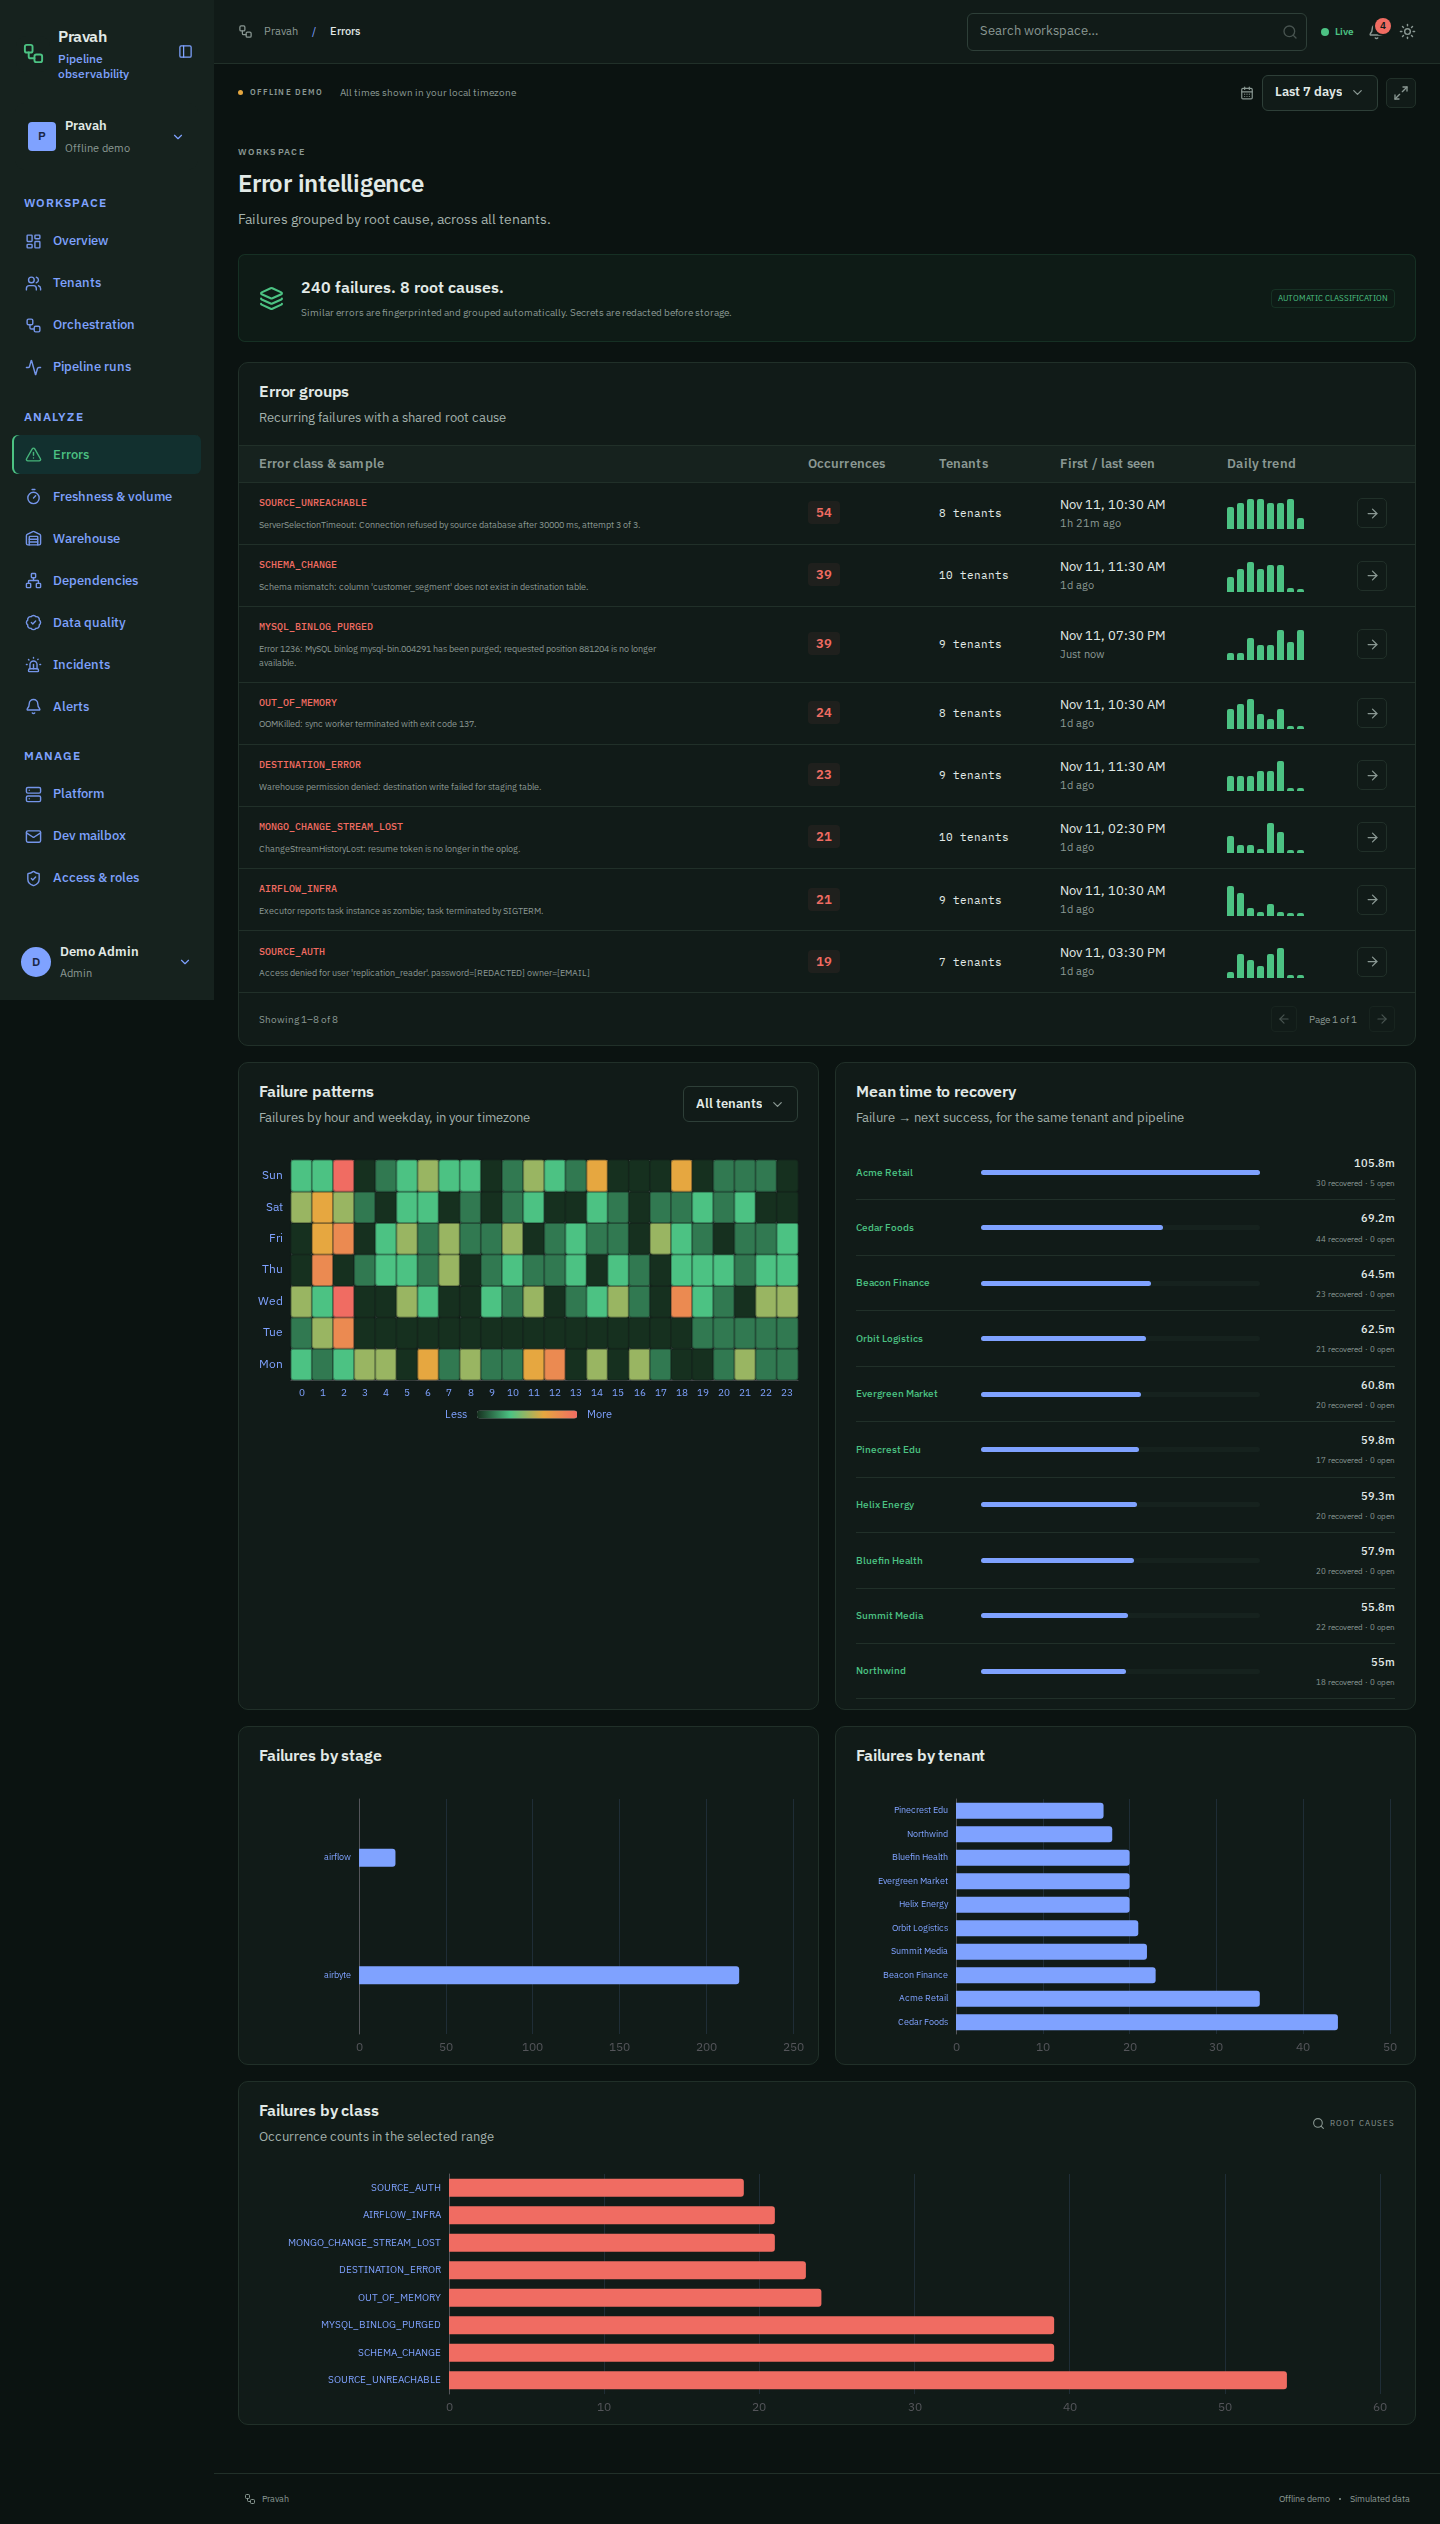 Pravah
Pipeline
observability
P
Pravah
Offline demo
WORKSPACE
Overview
Tenants
Orchestration
Pipeline runs
ANALYZE
Errors
Freshness & volume
Warehouse
Dependencies
Data quality
Incidents
Alerts
MANAGE
Platform
Dev mailbox
Access & roles
D
Demo Admin
Admin
Pravah / Errors
Search workspace...
Live
4
OFFLINE DEMO All times shown in your local timezone
Last 7 days
WORKSPACE
Error intelligence
Failures grouped by root cause, across all tenants.
240 failures. 8 root causes.
Similar errors are fingerprinted and grouped automatically. Secrets are redacted before storage.
AUTOMATIC CLASSIFICATION
Error groups
Recurring failures with a shared root cause
Error class & sample Occurrences Tenants First / last seen Daily trend
SOURCE_UNREACHABLE
ServerSelectionTimeout: Connection refused by source database after 30000 ms, attempt 3 of 3.
54 8 tenants Nov 11, 10:30 AM
1h 21m ago
SCHEMA_CHANGE
Schema mismatch: column 'customer_segment' does not exist in destination table.
39 10 tenants Nov 11, 11:30 AM
1d ago
MYSQL_BINLOG_PURGED
Error 1236: MySQL binlog mysql-bin.004291 has been purged; requested position 881204 is no longer
available.
39 9 tenants Nov 11, 07:30 PM
Just now
OUT_OF_MEMORY
OOMKilled: sync worker terminated with exit code 137.
24 8 tenants Nov 11, 10:30 AM
1d ago
DESTINATION_ERROR
Warehouse permission denied: destination write failed for staging table.
23 9 tenants Nov 11, 11:30 AM
1d ago
MONGO_CHANGE_STREAM_LOST
ChangeStreamHistoryLost: resume token is no longer in the oplog.
21 10 tenants Nov 11, 02:30 PM
1d ago
AIRFLOW_INFRA
Executor reports task instance as zombie; task terminated by SIGTERM.
21 9 tenants Nov 11, 10:30 AM
1d ago
SOURCE_AUTH
Access denied for user 'replication_reader'. password=[REDACTED] owner=[EMAIL]
19 7 tenants Nov 11, 03:30 PM
1d ago
Showing 1–8 of 8
Page 1 of 1
Failure patterns
Failures by hour and weekday, in your timezone
All tenants
Sun
Sat
Fri
Thu
Wed
Tue
Mon
0 1 2 3 4 5 6 7 8 9 10 11 12 13 14 15 16 17 18 19 20 21 22 23
Less More
Mean time to recovery
Failure → next success, for the same tenant and pipeline
Acme Retail 105.8m
30 recovered · 5 open
Cedar Foods 69.2m
44 recovered · 0 open
Beacon Finance 64.5m
23 recovered · 0 open
Orbit Logistics 62.5m
21 recovered · 0 open
Evergreen Market 60.8m
20 recovered · 0 open
Pinecrest Edu 59.8m
17 recovered · 0 open
Helix Energy 59.3m
20 recovered · 0 open
Bluefin Health 57.9m
20 recovered · 0 open
Summit Media 55.8m
22 recovered · 0 open
Northwind 55m
18 recovered · 0 open
Failures by stage
airflow
airbyte
0 50 100 150 200 250
Failures by tenant
Pinecrest Edu
Northwind
Bluefin Health
Evergreen Market
Helix Energy
Orbit Logistics
Summit Media
Beacon Finance
Acme Retail
Cedar Foods
0 10 20 30 40 50
Failures by class
Occurrence counts in the selected range
ROOT CAUSES
SOURCE_AUTH
AIRFLOW_INFRA
MONGO_CHANGE_STREAM_LOST
DESTINATION_ERROR
OUT_OF_MEMORY
MYSQL_BINLOG_PURGED
SCHEMA_CHANGE
SOURCE_UNREACHABLE
0 10 20 30 40 50 60
Pravah
Offline demo • Simulated data